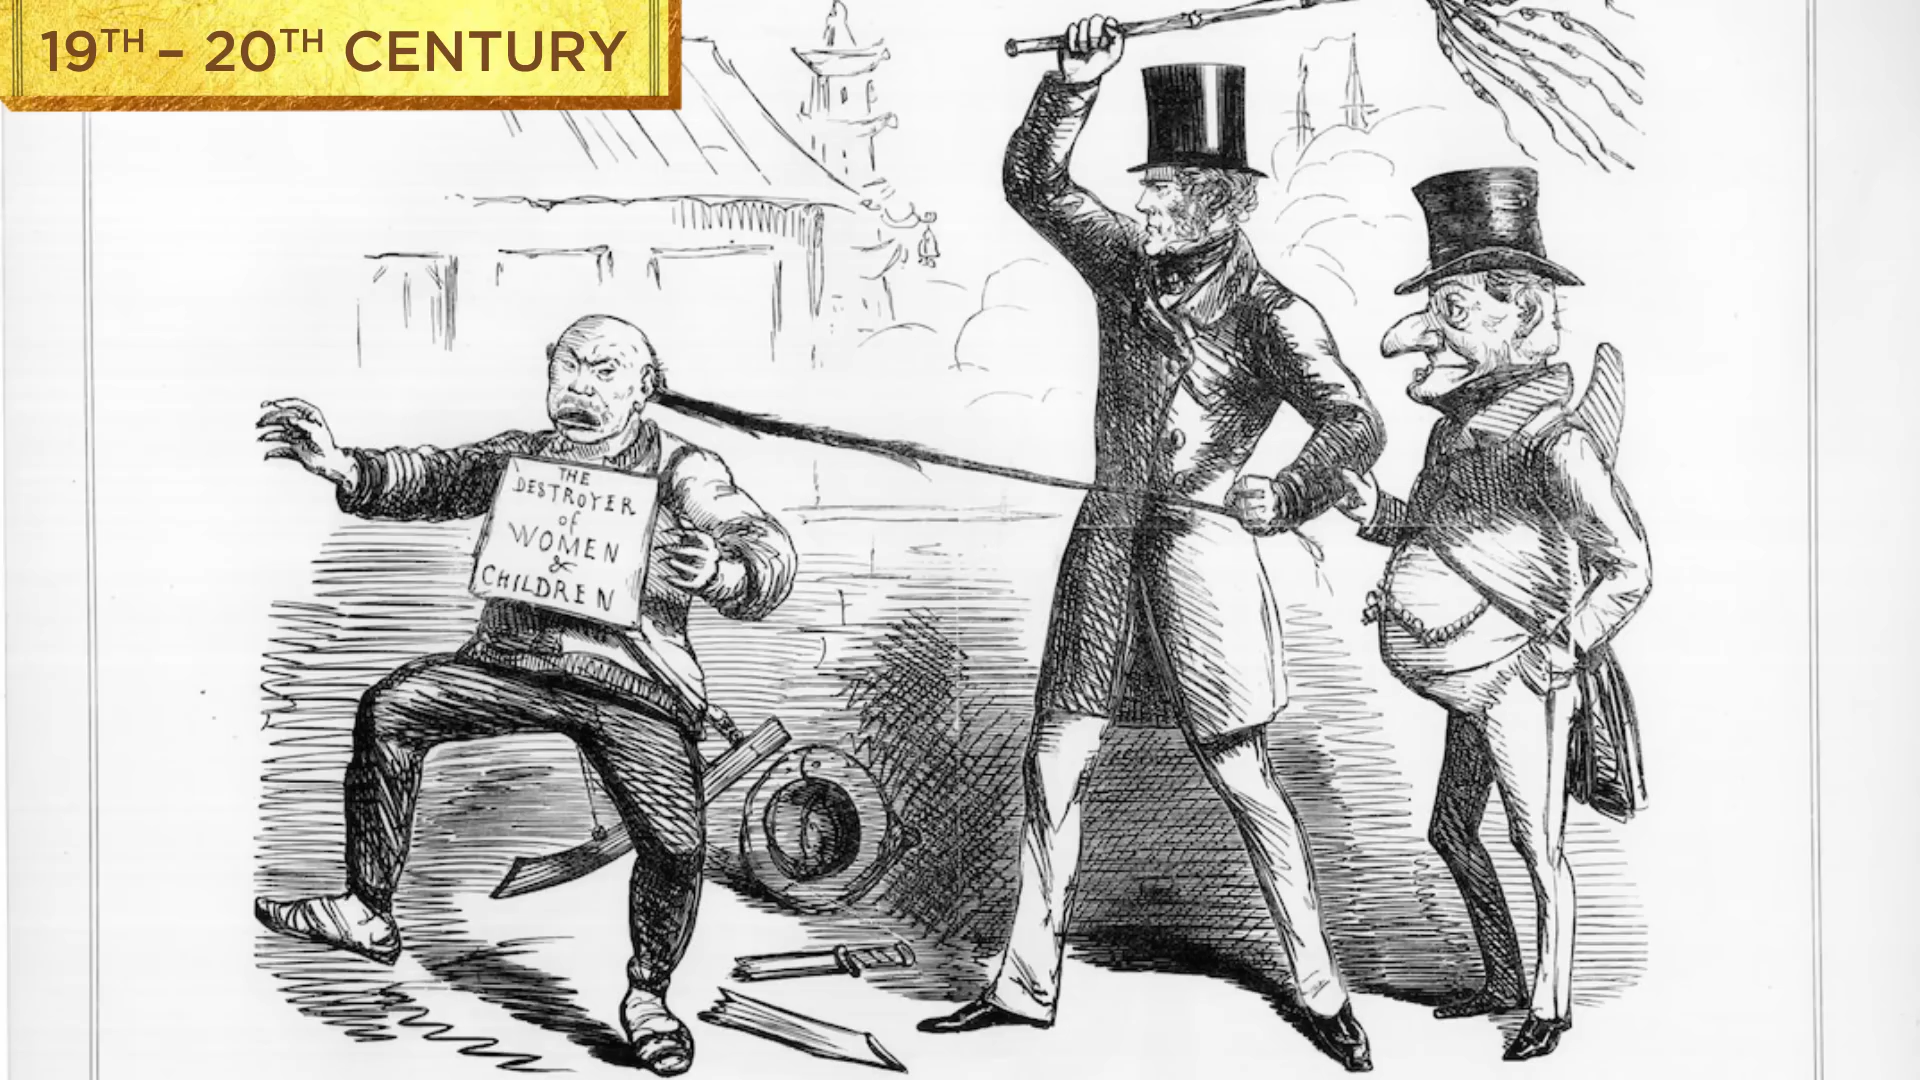 19TH – 20TH CENTURY
THE
DESTROYER
of
WOMEN
&
CHILDREN